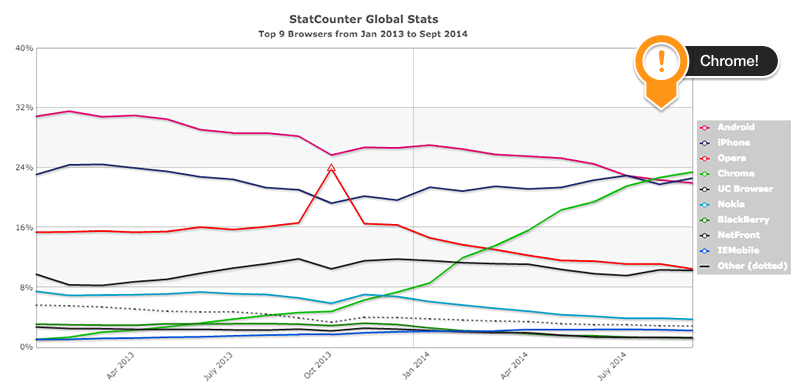 StatCounter Global Stats
Top 9 Browsers from Jan 2013 to Sept 2014
Chrome!
40%
32%
24%
16%
8%
0%
Apr 2013
July 2013
Oct 2013
Jan 2014
Apr 2014
July 2014
Android
iPhone
Opera
Chrome
UC Browser
Nokia
BlackBerry
NetFront
IEMobile
Other (dotted)